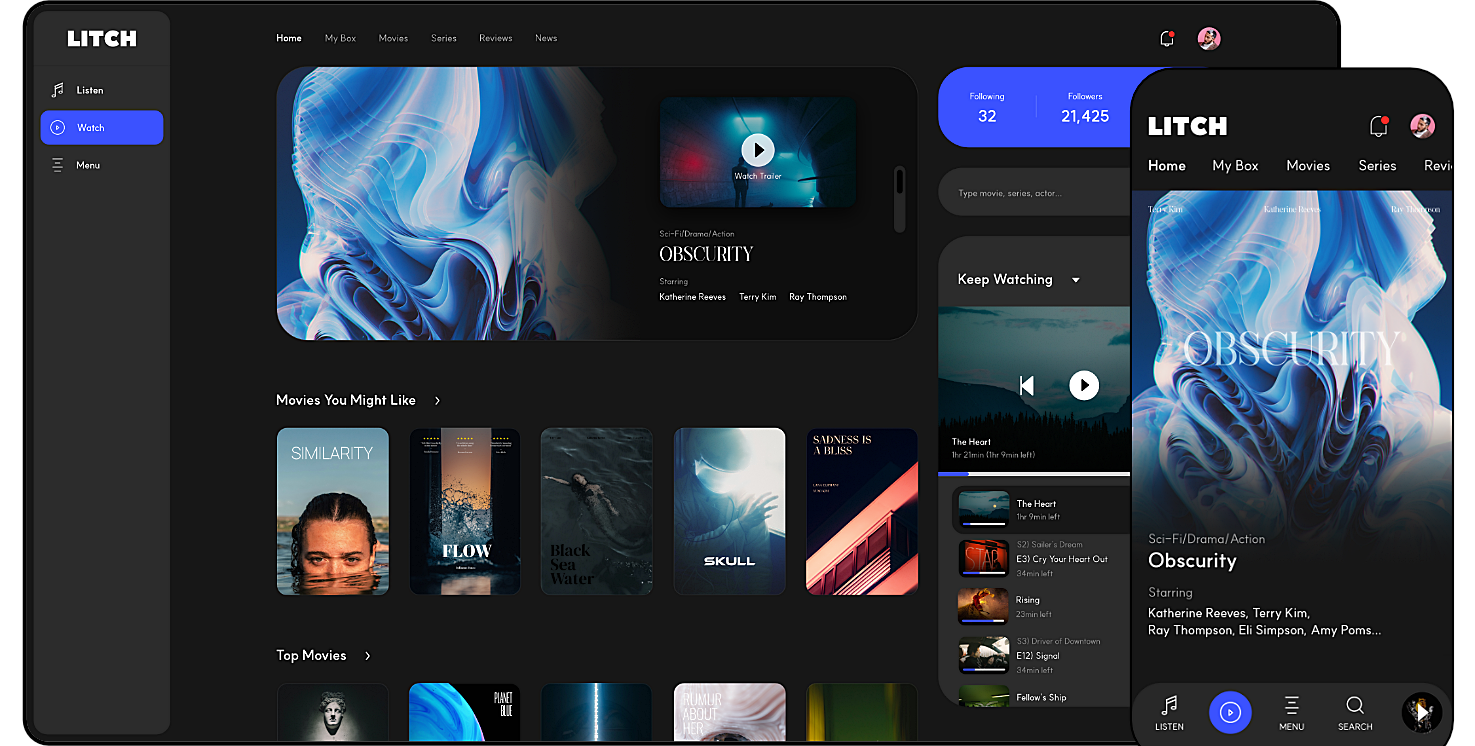 LITCH
Listen
Watch
Menu
Home
My Box
Movies
Series
Reviews
News
Watch Trailer
Sci-Fi/Drama/Action
OBSCURITY
Starring
Katherine Reeves
Terry Kim
Ray Thompson
Movies You Might Like
SIMILARITY
FLOW
Black
Sea
Water
SKULL
SADNESS IS
A BLISS
Top Movies
PLANET
BLUE
RUMUR
ABOUT
HER
Following
32
Followers
21,425
Type movie, series, actor...
Keep Watching
The Heart
1hr 21min (1hr 9min left)
The Heart
1hr 9min left
STAR
S2) Sailer's Dream
E3) Cry Your Heart Out
34min left
Rising
23min left
S3) Driver of Downtown
E12) Signal
34min left
Fellow's Ship
LITCH
Home
My Box
Movies
Series
Revi
Terry Kim
Katherine Reeves
Ray Thompson
OBSCURITY
Sci-Fi/Drama/Action
Obscurity
Starring
Katherine Reeves, Terry Kim,
Ray Thompson, Eli Simpson, Amy Poms...
LISTEN
MENU
SEARCH